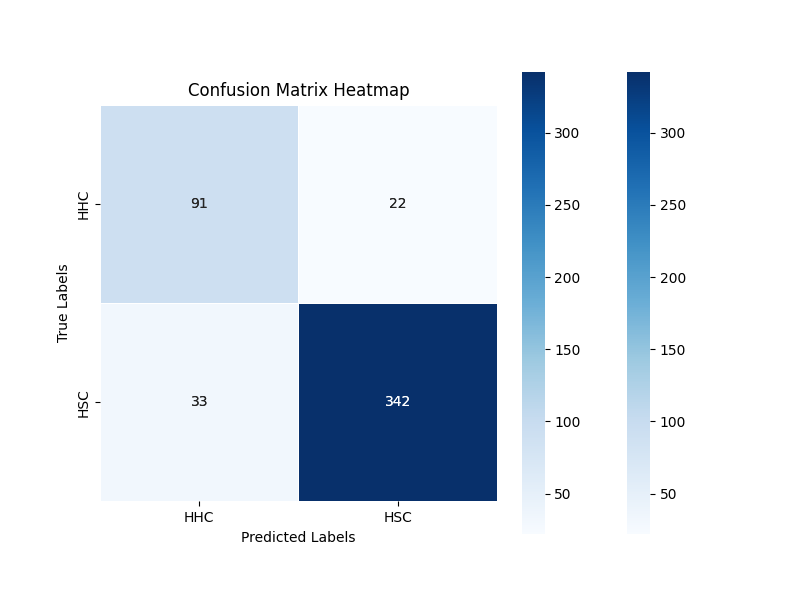 Confusion Matrix Heatmap
True Labels
HHC
HSC
91
22
33
342
HHC
HSC
Predicted Labels
300
250
200
150
100
50
300
250
200
150
100
50